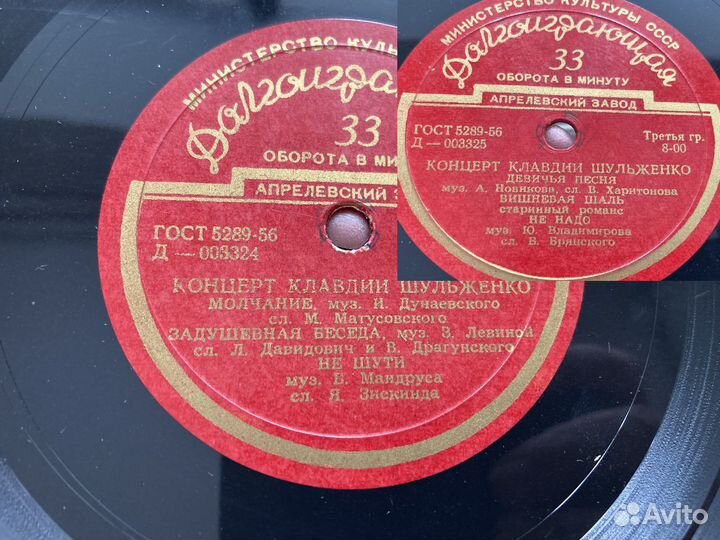 МИНИСТЕРСТВО КУЛЬ
Долгоиграю
33
ОБОРОТА В МИН
АПРЕЛЕВСКИЙ З
ГОСТ 5289-56
Д — 003324
КОНЦЕРТ КЛАВДИИ ШУЛЬЖЕНКО
МОЛЧАНИЕ, муз. И. Дунаевского
сл. М. Матусовского
ЗАДУШЕВНАЯ БЕСЕДА, муз. З. Левиной
сл. Л. Давидович и В. Драгунского
НЕ ШУТИ
муз. Б. Мандруса
сл. Я. Зискинда
МИНИСТЕРСТВО КУЛЬТУРЫ СССР
Долгоиграющая
33
ОБОРОТА В МИНУТУ
АПРЕЛЕВСКИЙ ЗАВОД
ГОСТ 5289-56
Д — 003325
Третья гр.
8-00
КОНЦЕРТ КЛАВДИИ ШУЛЬЖЕНКО
ДЕВИЧЬЯ ПЕСНЯ
муз. А. Новикова, сл. В. Харитонова
ВИШНЕВАЯ ШАЛЬ
старинный романс
НЕ НАДО
муз. Ю. Владимирова
сл. В. Брянского
Avito